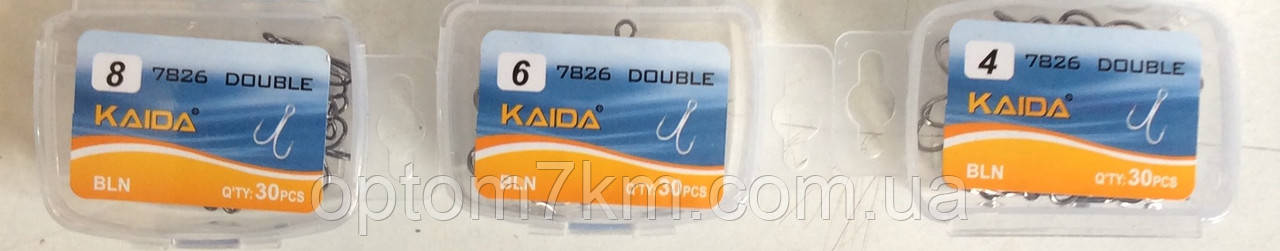 8 7826 DOUBLE
KAIDA®
BLN Q'TY: 30PCS
6 7826 DOUBLE
KAIDA®
BLN Q'TY: 30PCS
4 7826 DOUBLE
KAIDA®
BLN Q'TY: 30PCS
optom7km.com.ua